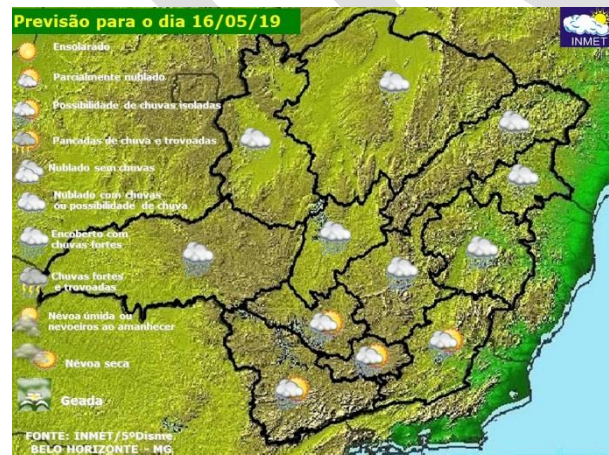 Previsão para o dia 16/05/19
INMET
Ensolarado
Parcialmente nublado
Possibilidade de chuvas isoladas
Pancadas de chuva e trovoadas
Nublado sem chuvas
Nublado com chuvas
ou possibilidade de chuva
Encoberto com
chuvas fortes
Chuvas fortes
e trovoadas
Névoa úmida ou
nevoeiros ao amanhecer
Névoa seca
Geada
FONTE: INMET/5ºDisme.
BELO HORIZONTE - MG